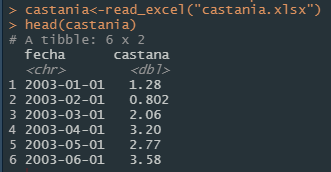 > castania<-read_excel("castania.xlsx")
> head(castania)
# A tibble: 6 x 2
fecha castana
<chr> <dbl>
1 2003-01-01 1.28
2 2003-02-01 0.802
3 2003-03-01 2.06
4 2003-04-01 3.20
5 2003-05-01 2.77
6 2003-06-01 3.58